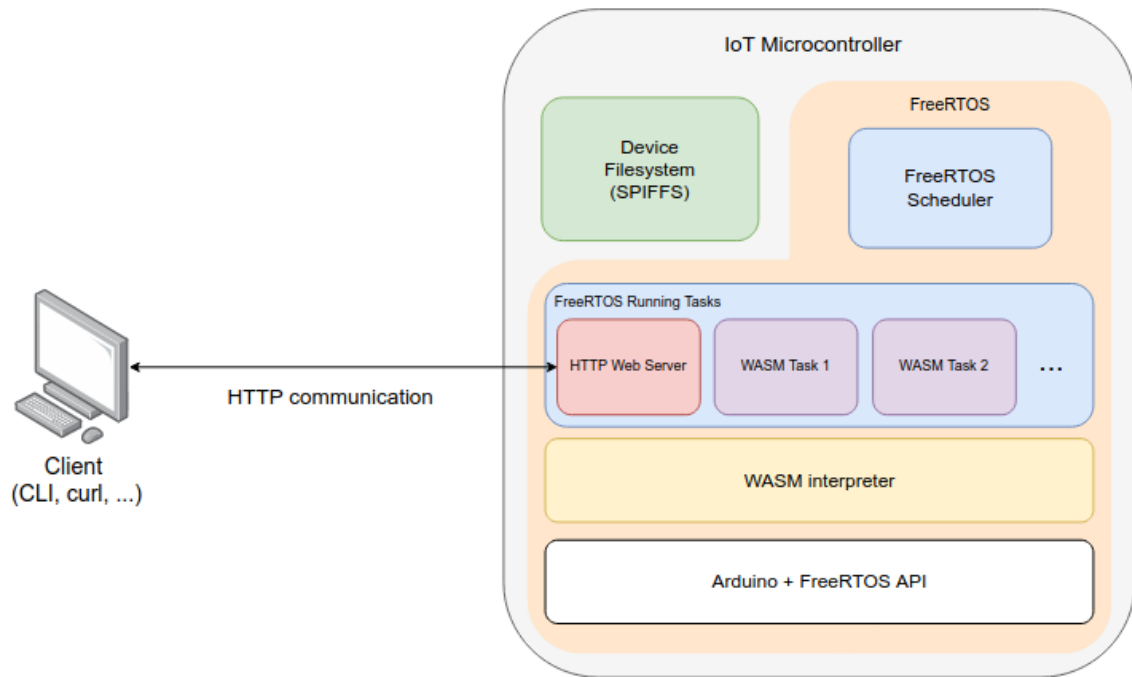 IoT Microcontroller
FreeRTOS
Device
Filesystem
(SPIFFS)
FreeRTOS
Scheduler
FreeRTOS Running Tasks
HTTP Web Server
WASM Task 1
WASM Task 2
...
HTTP communication
Client
(CLI, curl, ...)
WASM interpreter
Arduino + FreeRTOS API